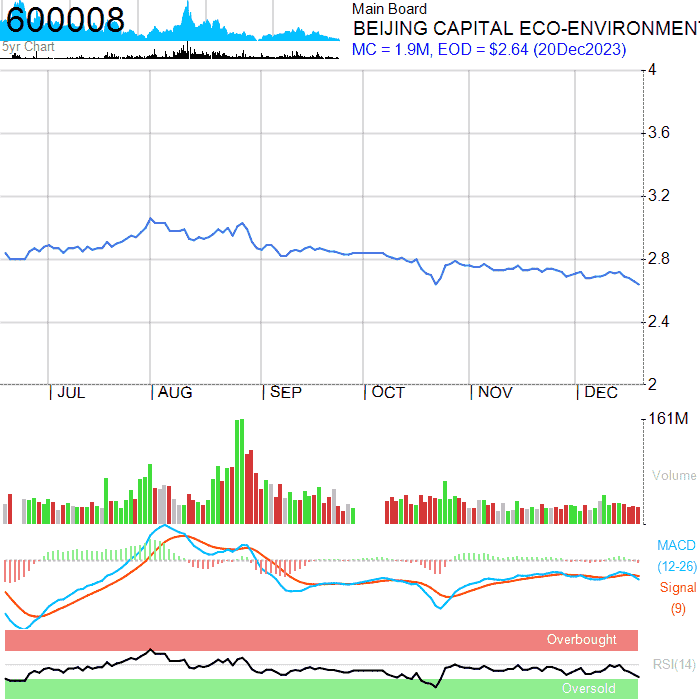 600008
5yr Chart
Main Board
BEIJING CAPITAL ECO-ENVIRONMENT
MC = 1.9M, EOD = $2.64 (20Dec2023)
4
3.6
3.2
2.8
2.4
2
JUL AUG SEP OCT NOV DEC
161M
Volume
MACD
(12-26)
Signal
(9)
Overbought
RSI(14)
Oversold